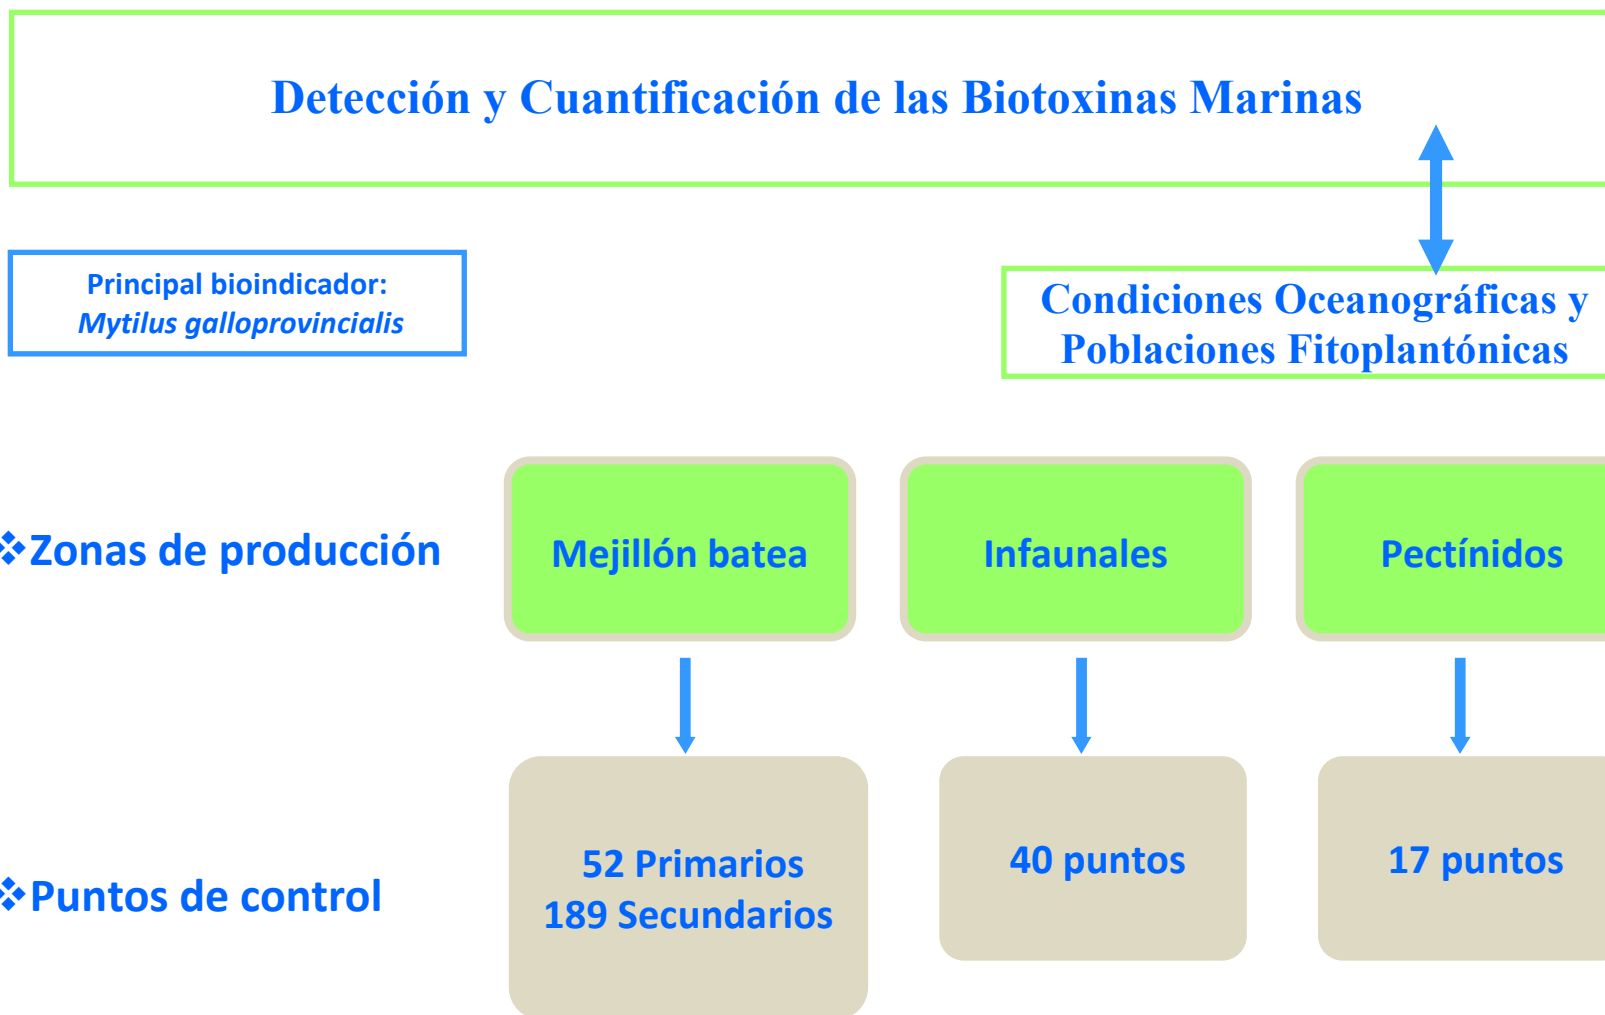 Detección y Cuantificación de las Biotoxinas Marinas
Principal bioindicador:
Mytilus galloprovincialis
Condiciones Oceanográficas y
Poblaciones Fitoplantónicas
❖Zonas de producción
Mejillón batea
Infaunales
Pectínidos
❖Puntos de control
52 Primarios
189 Secundarios
40 puntos
17 puntos